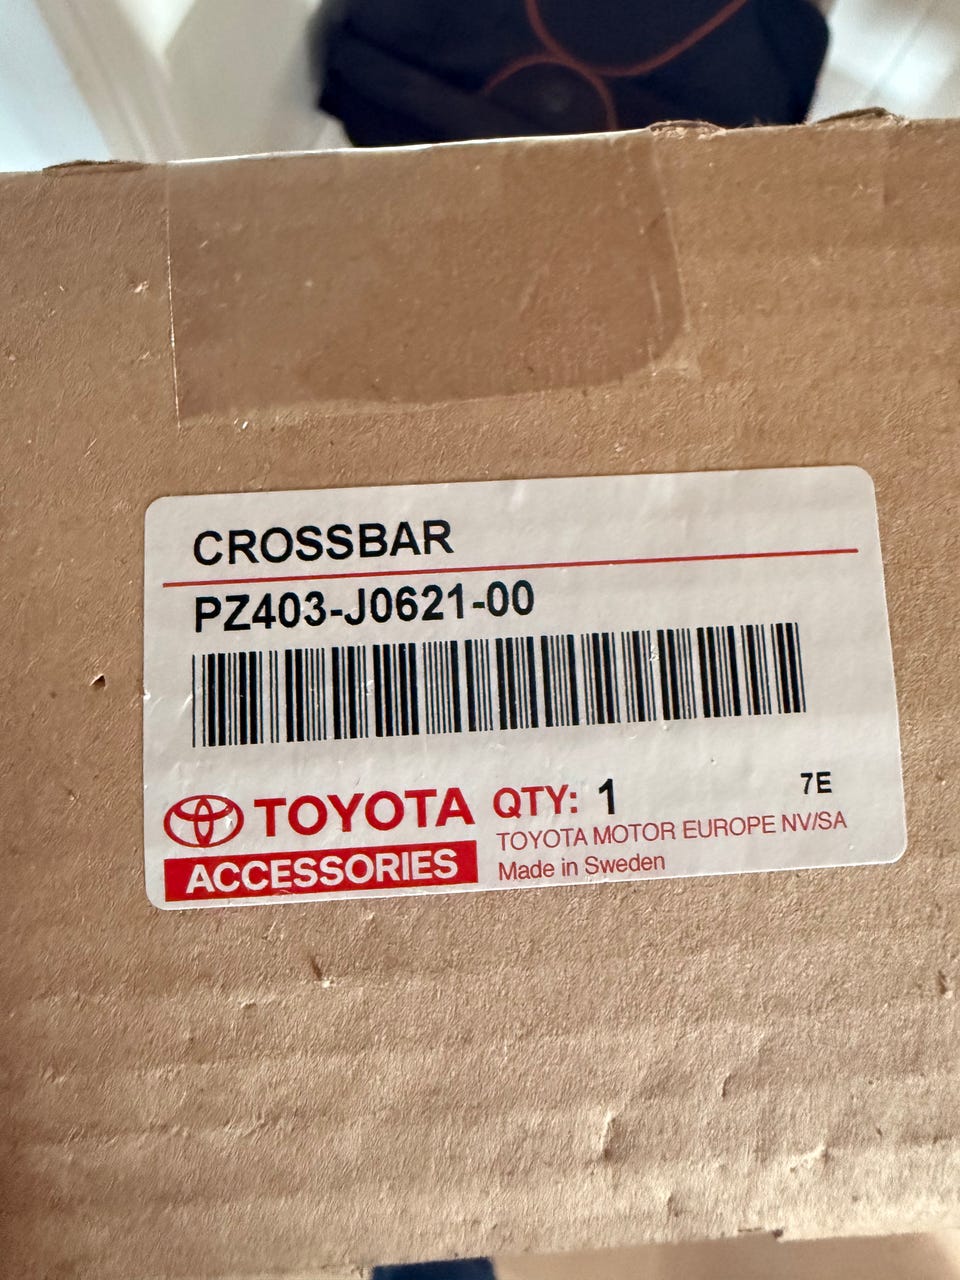 CROSSBAR
PZ403-J0621-00
7E
TOYOTA QTY: 1
TOYOTA MOTOR EUROPE NV/SA
ACCESSORIES Made in Sweden